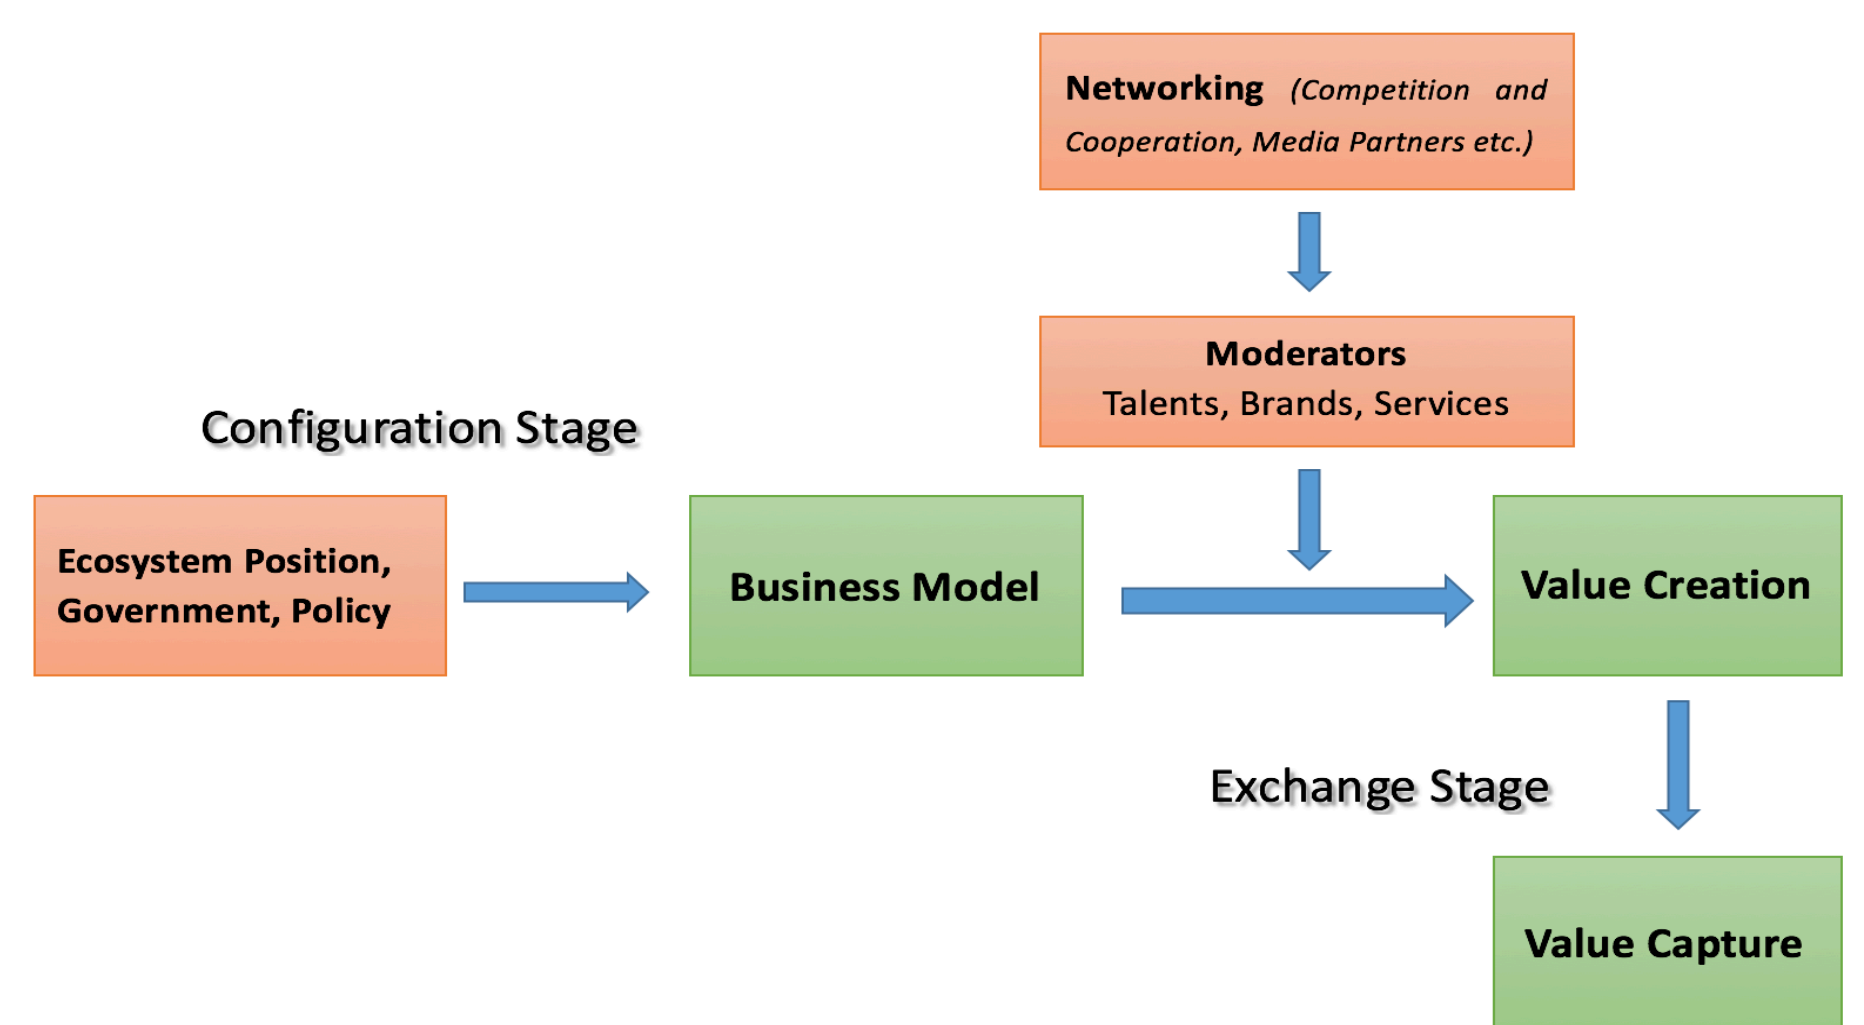 Networking (Competition and
Cooperation, Media Partners etc.)
Moderators
Talents, Brands, Services
Configuration Stage
Ecosystem Position,
Government, Policy
Business Model
Value Creation
Exchange Stage
Value Capture